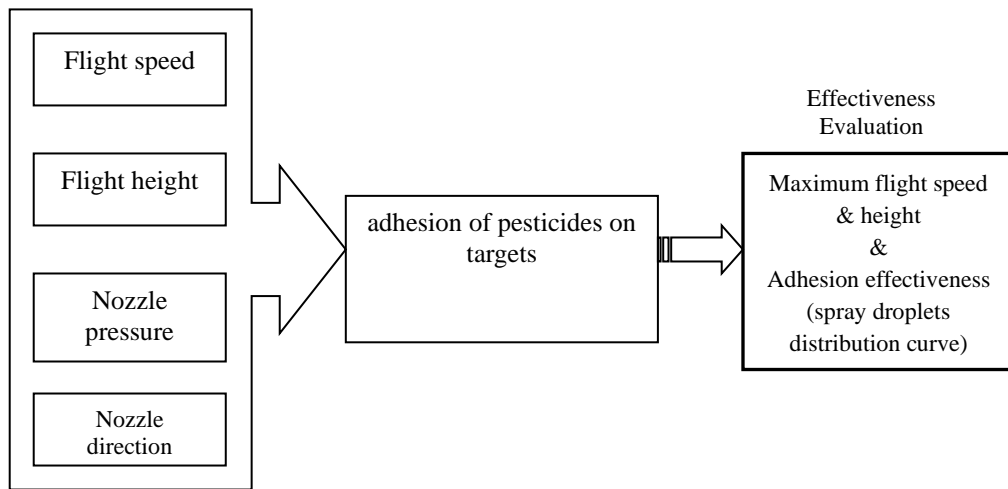 Flight speed
Flight height
Nozzle
pressure
Nozzle
direction
adhesion of pesticides on
targets
Effectiveness
Evaluation
Maximum flight speed
& height
&
Adhesion effectiveness
(spray droplets
distribution curve)